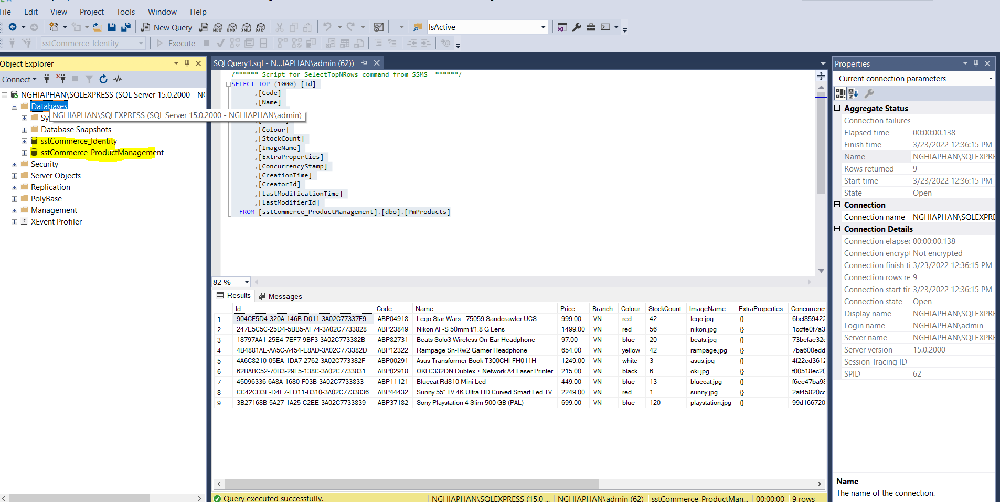 File Edit View Project Tools Window Help
New Query MDX DMX XMLA DAX IsActive
sstCommerce_Identity Execute
Object Explorer
Connect
NGHIAPHAN\SQLEXPRESS (SQL Server 15.0.2000 - NG
Databases
NGHIAPHAN\SQLEXPRESS (SQL Server 15.0.2000 - NGHIAPHAN\admin)
Sy
Database Snapshots
sstCommerce_Identity
sstCommerce_ProductManagement
Security
Server Objects
Replication
PolyBase
Management
XEvent Profiler
SQLQuery1.sql - N...IAPHAN\admin (62))
/****** Script for SelectTopNRows command from SSMS ******/
SELECT TOP (1000) [Id]
,[Code]
,[Name]
,[Colour]
,[StockCount]
,[ImageName]
,[ExtraProperties]
,[ConcurrencyStamp]
,[CreationTime]
,[CreatorId]
,[LastModificationTime]
,[LastModifierId]
FROM [sstCommerce_ProductManagement].[dbo].[PmProducts]
82 %
Results Messages
Id Code Name Price Branch Colour StockCount ImageName ExtraProperties Concurrency
1 904CF5D4-320A-146B-D011-3A02C77337F9 ABP04918 Lego Star Wars - 75059 Sandcrawler UCS 999.00 VN red 42 lego.jpg {} 6bcf859422
2 247E5C5C-25D4-5BB5-AF74-3A02C7733828 ABP23849 Nikon AF-S 50mm f/1.8 G Lens 1499.00 VN red 56 nikon.jpg {} 1ccffe0f7a3
3 18797AA1-25E4-7EF7-9BF3-3A02C773382B ABP82731 Beats Solo3 Wireless On-Ear Headphone 97.00 VN blue 20 beats.jpg {} 73befae32c
4 4B4881AE-AA5C-A454-E8AD-3A02C773382D ABP12322 Rampage Sn-Rw2 Gamer Headphone 654.00 VN yellow 42 rampage.jpg {} 7ba600edd
5 4A6C8210-05EA-1DA7-2762-3A02C773382F ABP00291 Asus Transformer Book T300CHI-FH011H 1249.00 VN white 3 asus.jpg {} 4f22ed3612
6 62BABC52-70B3-29F5-138C-3A02C7733831 ABP02918 OKI C332DN Dublex + Network A4 Laser Printer 215.00 VN black 6 oki.jpg {} f00518ec20
7 45096336-6A8A-1680-F03B-3A02C7733833 ABP11121 Bluecat Rd810 Mini Led 449.00 VN blue 13 bluecat.jpg {} f6ee47ba98
8 CC42CD3E-D4F7-FD11-B310-3A02C7733836 ABP44432 Sunny 55" TV 4K Ultra HD Curved Smart Led TV 2249.00 VN red 1 sunny.jpg {} 2af45820cc
9 3B27168B-5A27-1A25-C2EE-3A02C7733839 ABP37182 Sony Playstation 4 Slim 500 GB (PAL) 699.00 VN blue 120 playstation.jpg {} 99d166720
Query executed successfully. NGHIAPHAN\SQLEXPRESS (15.0 ... NGHIAPHAN\admin (62) sstCommerce_ProductMan... 00:00:00 9 rows
Properties
Current connection parameters
Aggregate Status
Connection failures
Elapsed time 00:00:00.138
Finish time 3/23/2022 12:36:15 PM
Name NGHIAPHAN\SQLEXPRE
Rows returned 9
Start time 3/23/2022 12:36:15 PM
State Open
Connection
Connection name NGHIAPHAN\SQLEXPRE
Connection Details
Connection elapsed 00:00:00.138
Connection encrypt Not encrypted
Connection finish ti 3/23/2022 12:36:15 PM
Connection rows re 9
Connection start tir 3/23/2022 12:36:15 PM
Connection state Open
Display name NGHIAPHAN\SQLEXPRE
Login name NGHIAPHAN\admin
Server name NGHIAPHAN\SQLEXPRE
Server version 15.0.2000
Session Tracing ID
SPID 62
Name
The name of the connection.